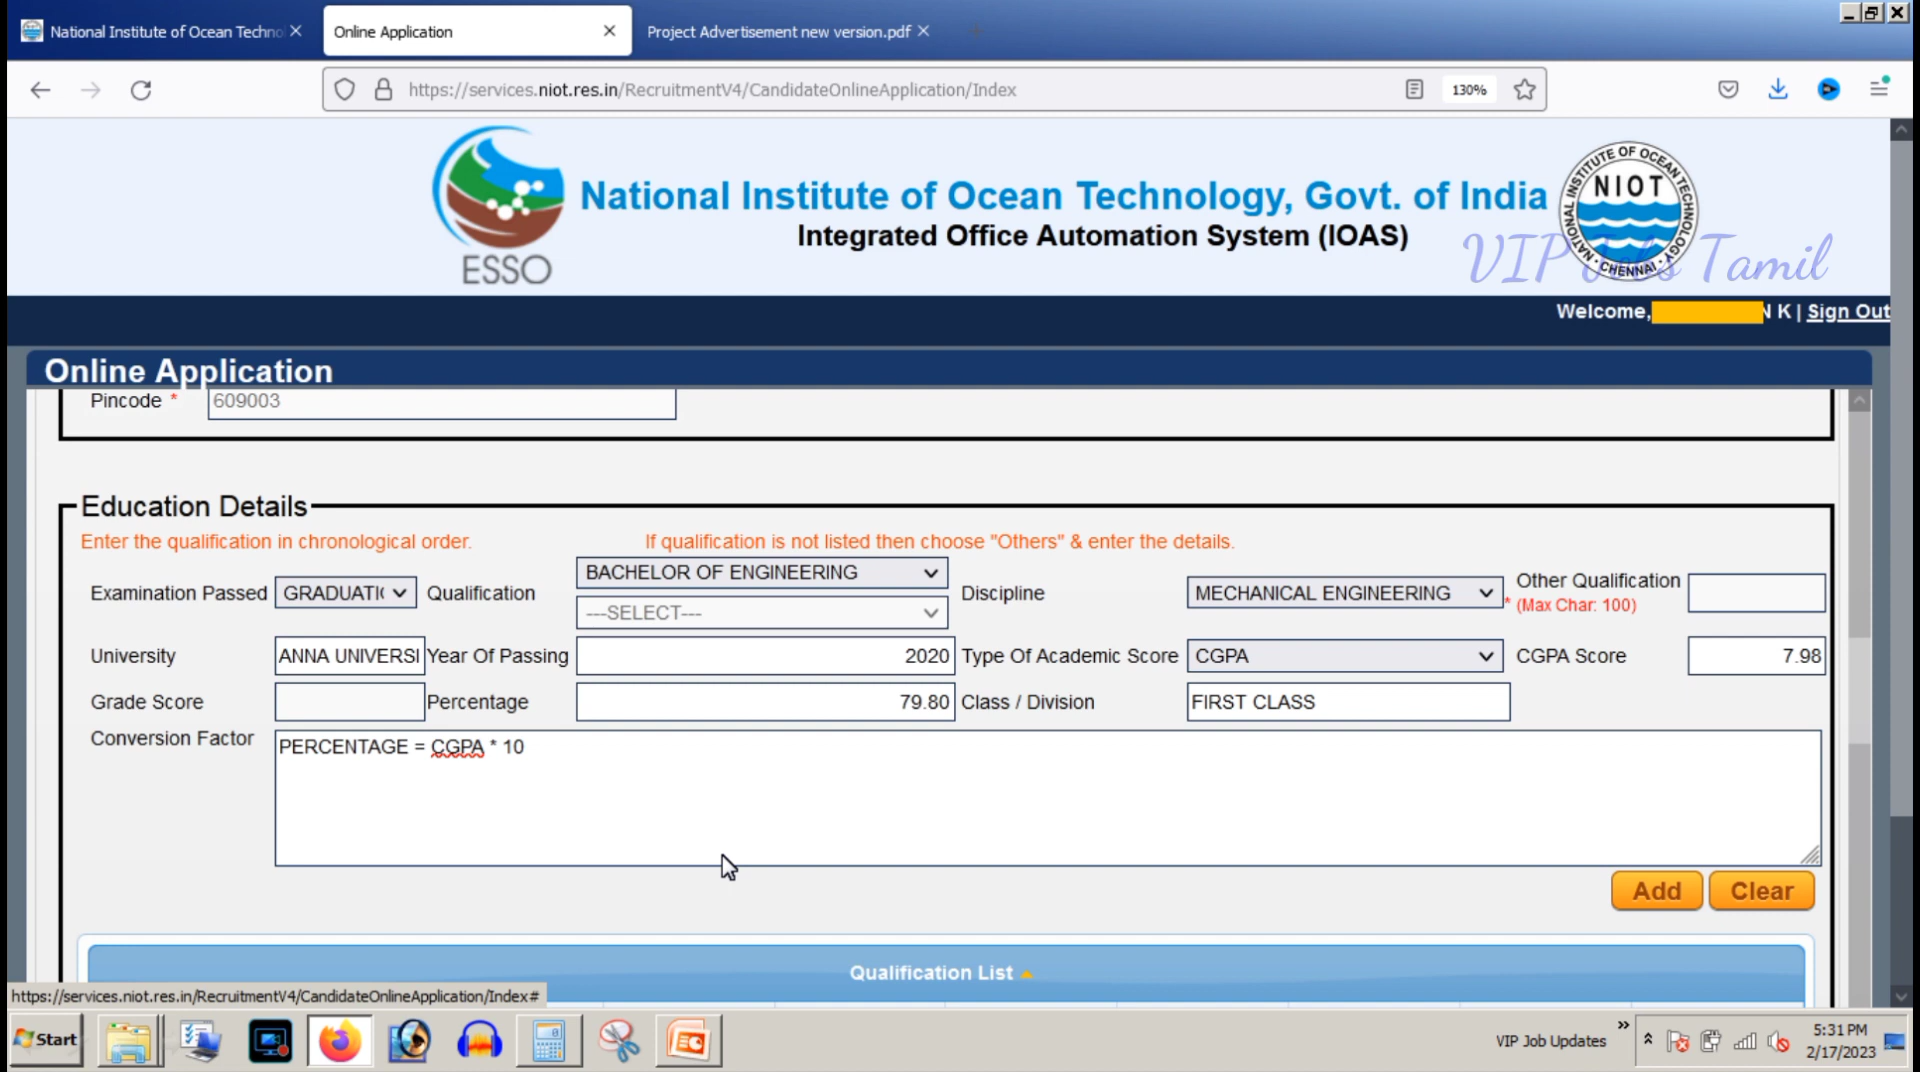 National Institute of Ocean Techno
Online Application
Project Advertisement new version.pdf
https://services.niot.res.in/RecruitmentV4/CandidateOnlineApplication/Index
130%
ESSO
National Institute of Ocean Technology, Govt. of India
Integrated Office Automation System (IOAS)
NATIONAL INSTITUTE OF OCEAN TECHNOLOGY
NIOT
CHENNAI
VIP Jobs Tamil
Welcome, N K | Sign Out
Online Application
Pincode * 609003
Education Details
Enter the qualification in chronological order. If qualification is not listed then choose "Others" & enter the details.
Examination Passed GRADUATI Qualification BACHELOR OF ENGINEERING Discipline MECHANICAL ENGINEERING Other Qualification
---SELECT--- * (Max Char: 100)
University ANNA UNIVERSI Year Of Passing 2020 Type Of Academic Score CGPA CGPA Score 7.98
Grade Score Percentage 79.80 Class / Division FIRST CLASS
Conversion Factor PERCENTAGE = CGPA * 10
Add Clear
Qualification List
https://services.niot.res.in/RecruitmentV4/CandidateOnlineApplication/Index#
Start
VIP Job Updates
5:31 PM
2/17/2023